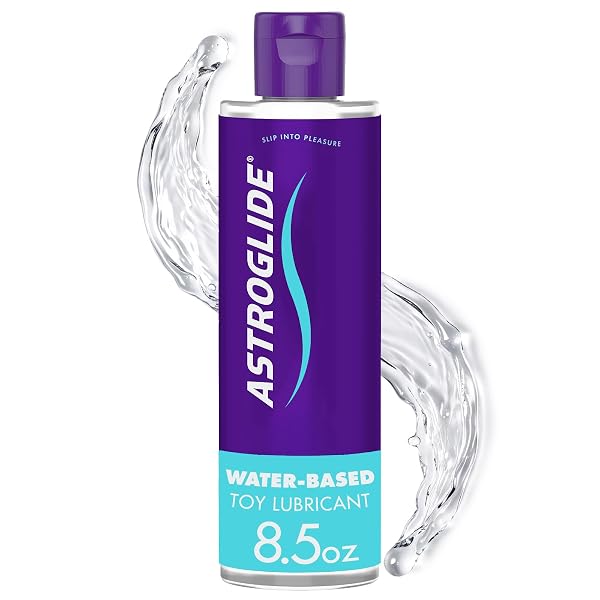 SLIP INTO PLEASURE
ASTROGLIDE®
WATER-BASED
TOY LUBRICANT
8.5oz